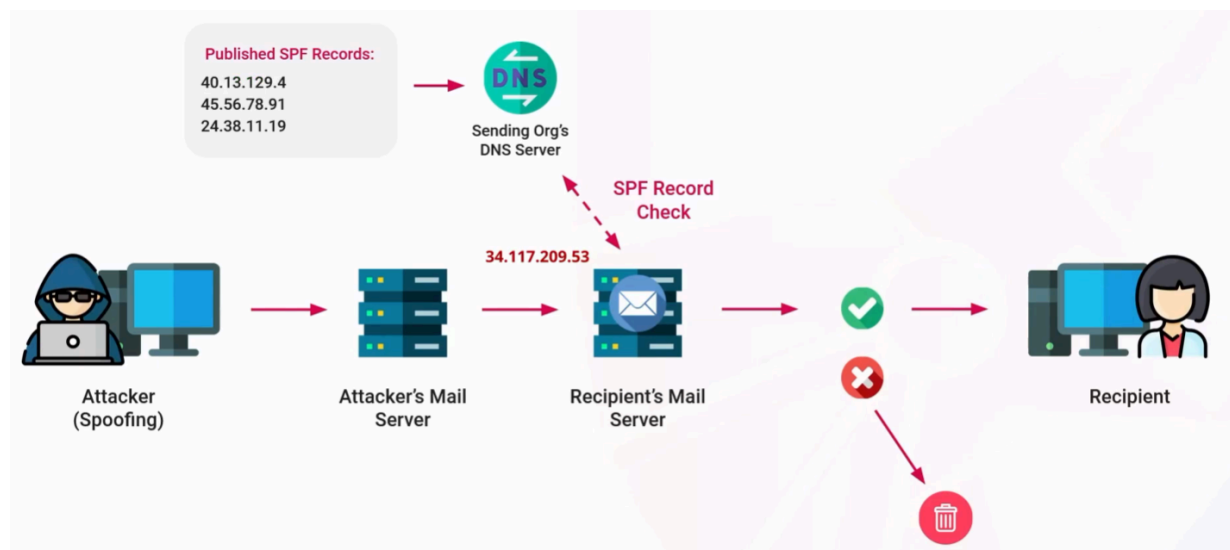 Published SPF Records:
40.13.129.4
45.56.78.91
24.38.11.19
DNS
Sending Org's
DNS Server
SPF Record
Check
34.117.209.53
Attacker
(Spoofing)
Attacker's Mail
Server
Recipient's Mail
Server
Recipient